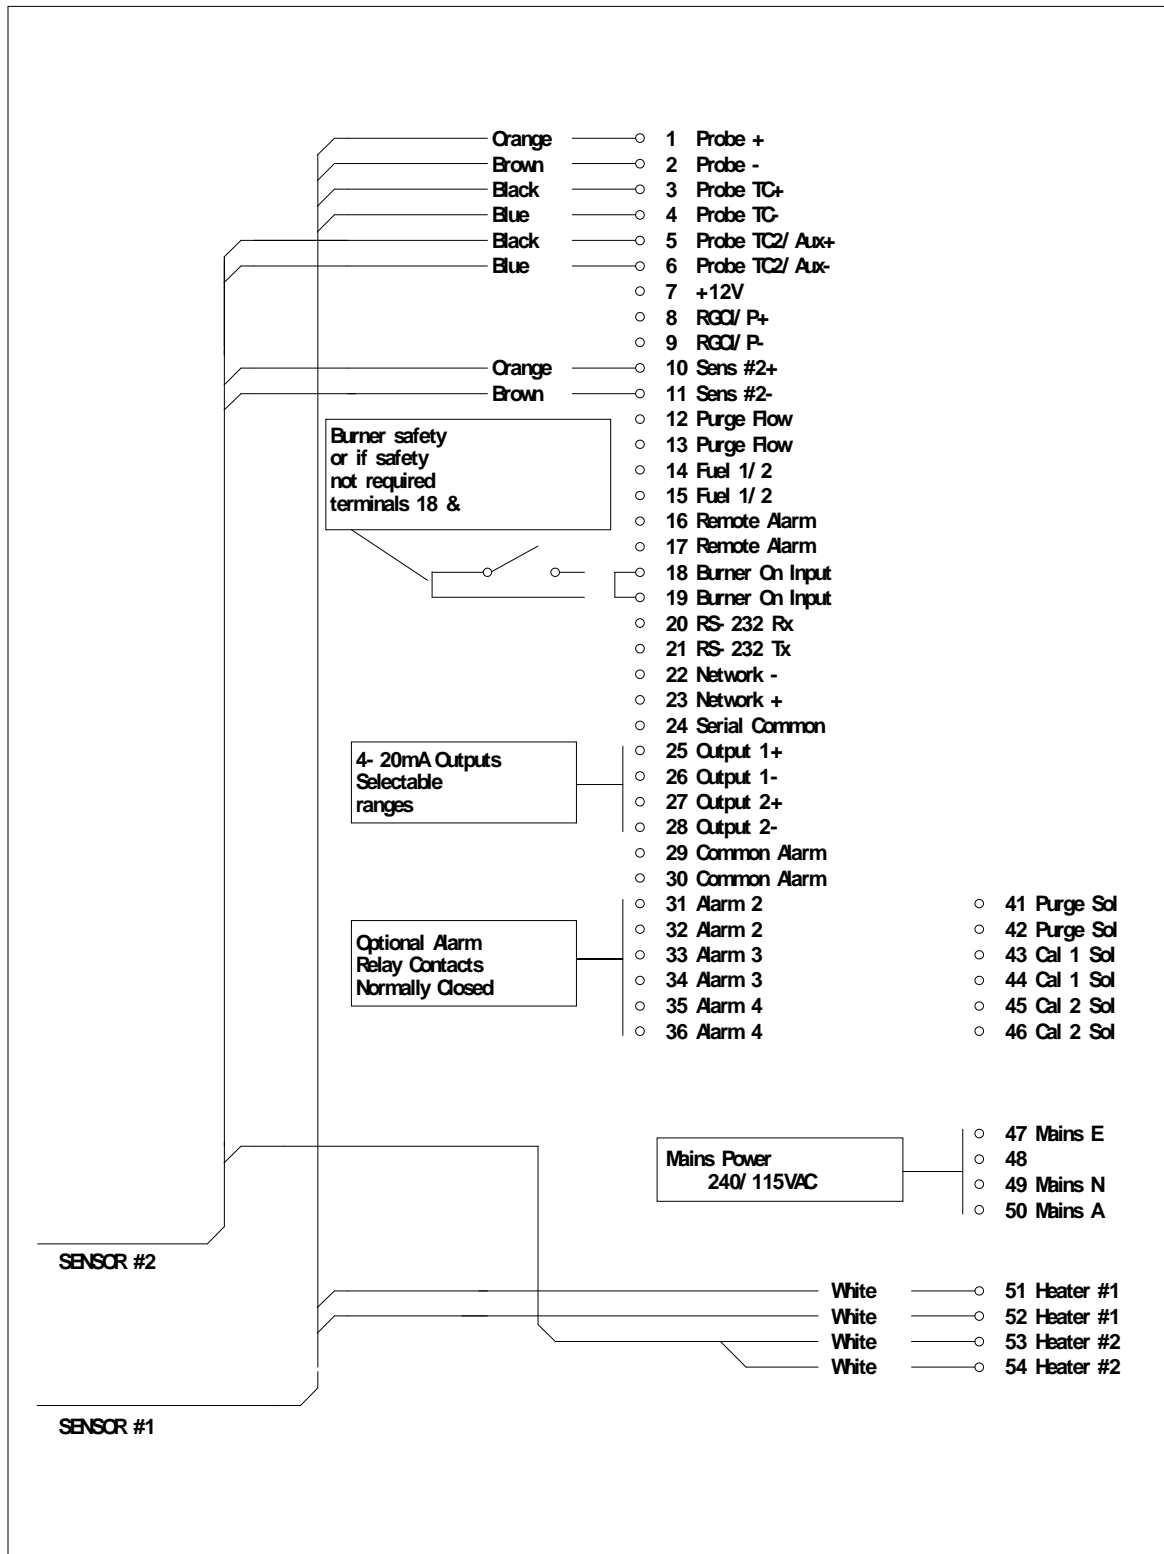 Orange 1 Probe +
Brown 2 Probe -
Black 3 Probe TC+
Blue 4 Probe TC-
Black 5 Probe TC2/ Aux+
Blue 6 Probe TC2/ Aux-
7 +12V
8 RGCI/ P+
9 RGCI/ P-
Orange 10 Sens #2+
Brown 11 Sens #2-
12 Purge Flow
13 Purge Flow
14 Fuel 1/ 2
15 Fuel 1/ 2
16 Remote Alarm
17 Remote Alarm
Burner safety
or if safety
not required
terminals 18 &
18 Burner On Input
19 Burner On Input
20 RS- 232 Rx
21 RS- 232 Tx
22 Network -
23 Network +
24 Serial Common
4- 20mA Outputs
Selectable
ranges
25 Output 1+
26 Output 1-
27 Output 2+
28 Output 2-
29 Common Alarm
30 Common Alarm
Optional Alarm
Relay Contacts
Normally Closed
31 Alarm 2
32 Alarm 2
33 Alarm 3
34 Alarm 3
35 Alarm 4
36 Alarm 4
41 Purge Sol
42 Purge Sol
43 Cal 1 Sol
44 Cal 1 Sol
45 Cal 2 Sol
46 Cal 2 Sol
Mains Power
240/ 115VAC
47 Mains E
48
49 Mains N
50 Mains A
SENSOR #2
White 51 Heater #1
White 52 Heater #1
White 53 Heater #2
White 54 Heater #2
SENSOR #1